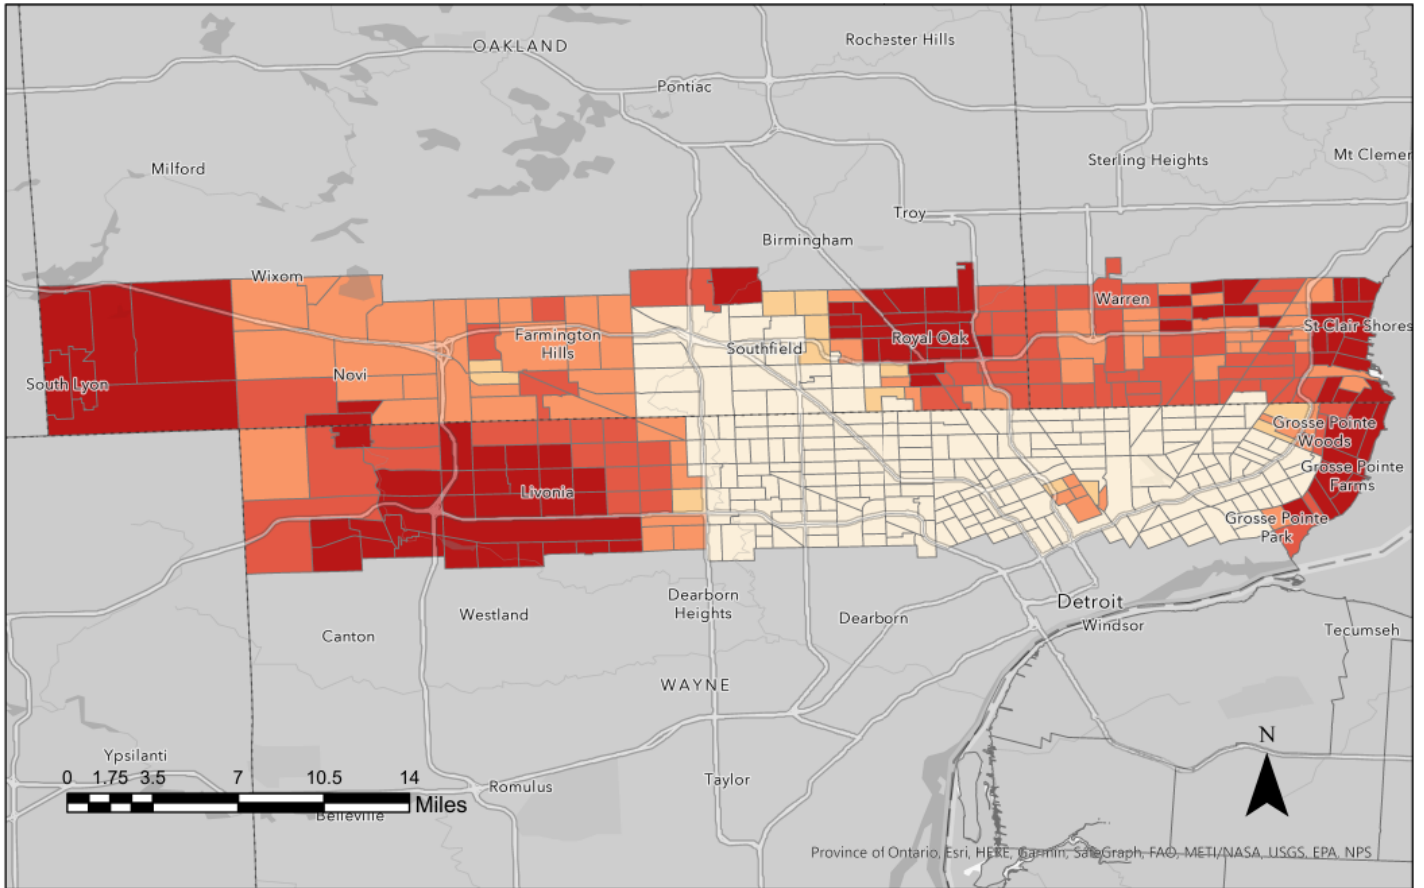 OAKLAND
Rochester Hills
Pontiac
Milford
Sterling Heights
Mt Clemer
Troy
Birmingham
Wixom
Warren
St Clair Shores
Farmington
Hills
Southfield
Royal Oak
Novi
South Lyon
Grosse Pointe
Woods
Grosse Pointe
Farms
Livonia
Grosse Pointe
Park
Dearborn
Heights
Detroit
Westland
Dearborn
Windsor
Canton
Tecumseh
WAYNE
N
Ypsilanti
0 1.75 3.5 7 10.5 14
Miles
Romulus
Taylor
Belleville
Province of Ontario, Esri, HERE, Garmin, SafeGraph, FAO, METI/NASA, USGS, EPA, NPS